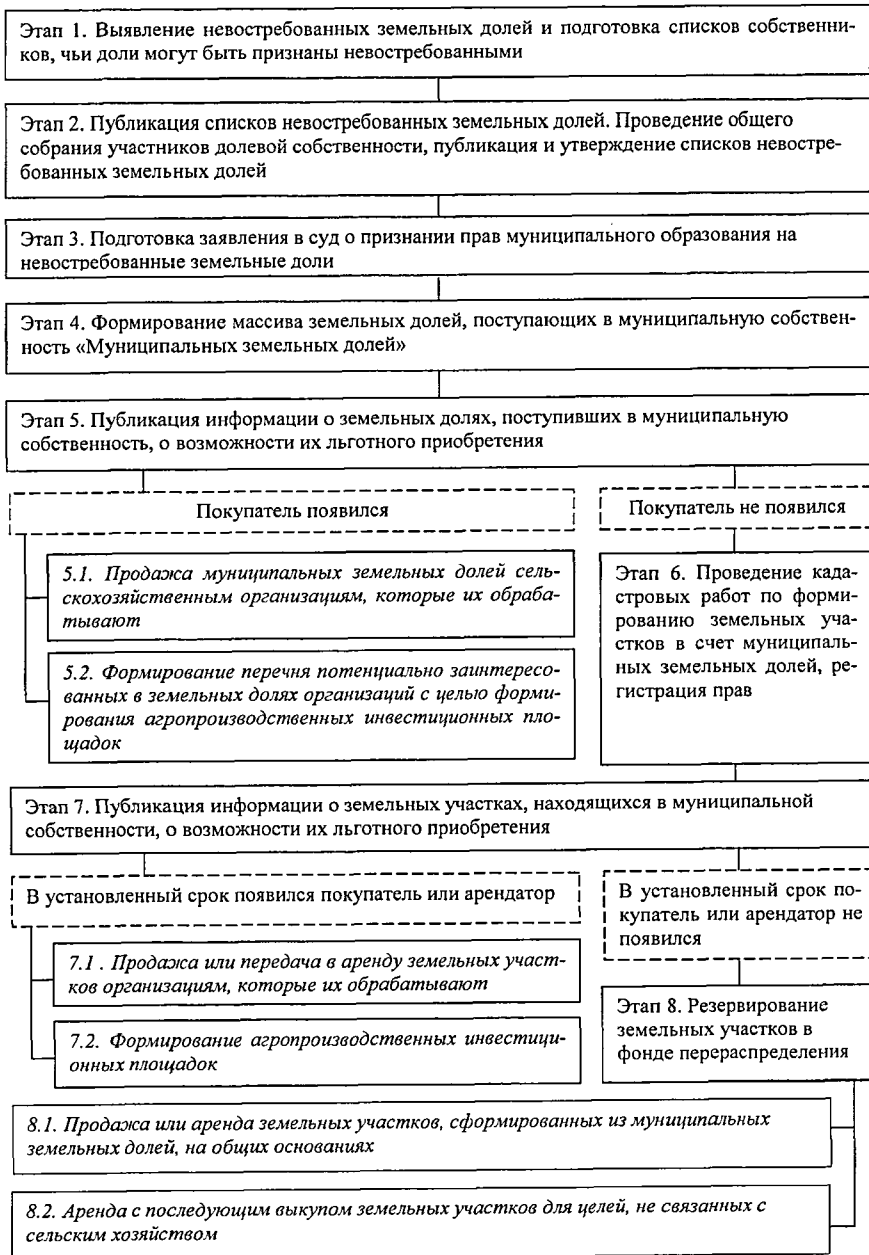 Этап 1. Выявление невостребованных земельных долей и подготовка списков собственни-
ков, чьи доли могут быть признаны невостребованными
Этап 2. Публикация списков невостребованных земельных долей. Проведение общего
собрания участников долевой собственности, публикация и утверждение списков невостре-
бованных земельных долей
Этап 3. Подготовка заявления в суд о признании прав муниципального образования на
невостребованные земельные доли
Этап 4. Формирование массива земельных долей, поступающих в муниципальную собствен-
ность «Муниципальных земельных долей»
Этап 5. Публикация информации о земельных долях, поступивших в муниципальную
собственность, о возможности их льготного приобретения
Покупатель появился
5.1. Продажа муниципальных земельных долей сель-
скохозяйственным организациям, которые их обраба-
тывают
5.2. Формирование перечня потенциально заинтересо-
ванных в земельных долях организаций с целью форми-
рования агропроизводственных инвестиционных пло-
щадок
Покупатель не появился
Этап 6. Проведение када-
стровых работ по форми-
рованию земельных уча-
стков в счет муниципаль-
ных земельных долей, ре-
гистрация прав
Этап 7. Публикация информации о земельных участках, находящихся в муниципальной
собственности, о возможности их льготного приобретения
В установленный срок появился покупатель или арендатор
7.1 . Продажа или передача в аренду земельных участ-
ков организациям, которые их обрабатывают
7.2. Формирование агропроизводственных инвестици-
онных площадок
В установленный срок по-
купатель или арендатор не
появился
Этап 8. Резервирование
земельных участков в
фонде перераспределения
8.1. Продажа или аренда земельных участков, сформированных из муниципальных
земельных долей, на общих основаниях
8.2. Аренда с последующим выкупом земельных участков для целей, не связанных с
сельским хозяйством